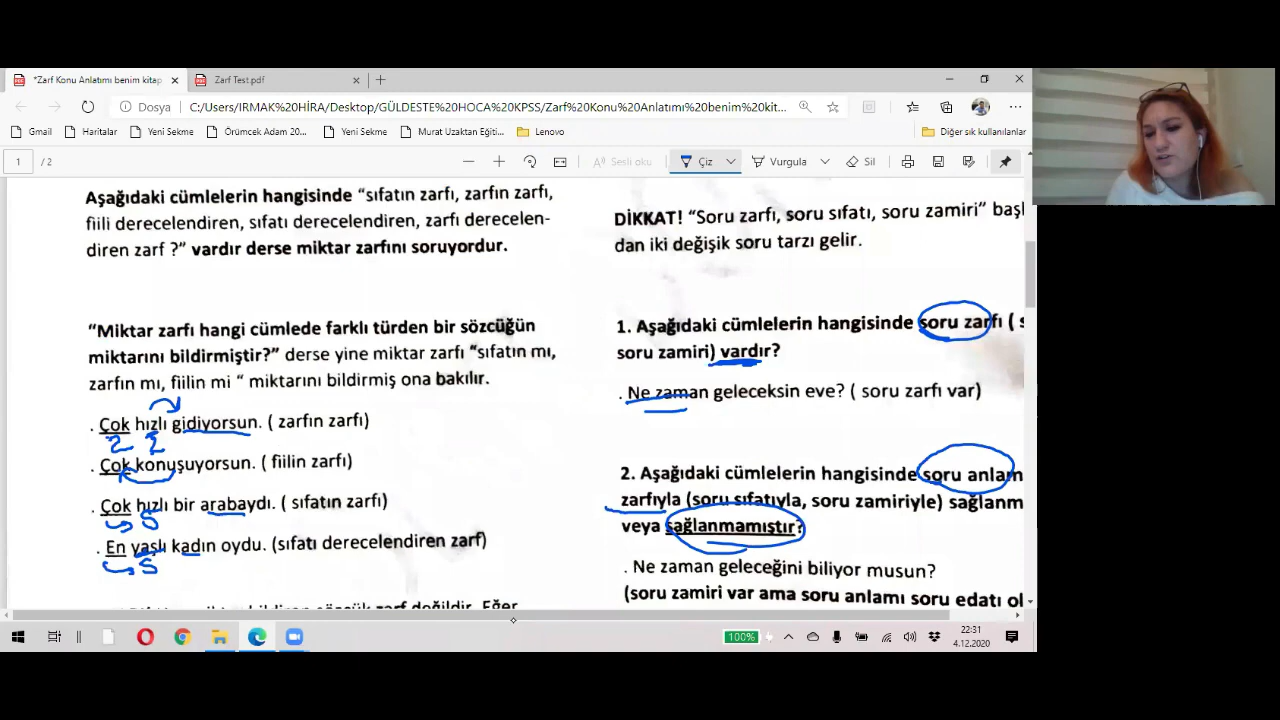 *Zarf Konu Anlatımı benim kitap
Zarf Test.pdf
Dosya
C:/Users/IRMAK%20HİRA/Desktop/GÜLDESTE%20HOCA%20KPSS/Zarf%20Konu%20Anlatımı%20benim%20kit...
Gmail
Haritalar
Yeni Sekme
Örümcek Adam 20...
Yeni Sekme
Murat Uzaktan Eğiti...
Lenovo
Diğer sık kullanılanlar
1 / 2
Sesli oku
Çiz
Vurgula
Sil
Aşağıdaki cümlelerin hangisinde “sıfatın zarfı, zarfın zarfı,
fiili derecelendiren, sıfatı derecelendiren, zarfı derecelen-
diren zarf ?” vardır derse miktar zarfını soruyordur.
“Miktar zarfı hangi cümlede farklı türden bir sözcüğün
miktarını bildirmiştir?” derse yine miktar zarfı “sıfatın mı,
zarfın mı, fiilin mi “ miktarını bildirmiş ona bakılır.
. Çok hızlı gidiyorsun. ( zarfın zarfı)
Z Z
. Çok konuşuyorsun. ( fiilin zarfı)
. Çok hızlı bir arabaydı. ( sıfatın zarfı)
S
. En yaşlı kadın oydu. (sıfatı derecelendiren zarf)
S
sözcük zarf değildir. Eğer
DİKKAT! “Soru zarfı, soru sıfatı, soru zamiri” başl
dan iki değişik soru tarzı gelir.
1. Aşağıdaki cümlelerin hangisinde soru zarfı ( s
soru zamiri) vardır?
. Ne zaman geleceksin eve? ( soru zarfı var)
2. Aşağıdaki cümlelerin hangisinde soru anlam
zarfıyla (soru sıfatıyla, soru zamiriyle) sağlanm
veya sağlanmamıştır?
. Ne zaman geleceğini biliyor musun?
(soru zamiri var ama soru anlamı soru edatı ol
100%
22:31
4.12.2020